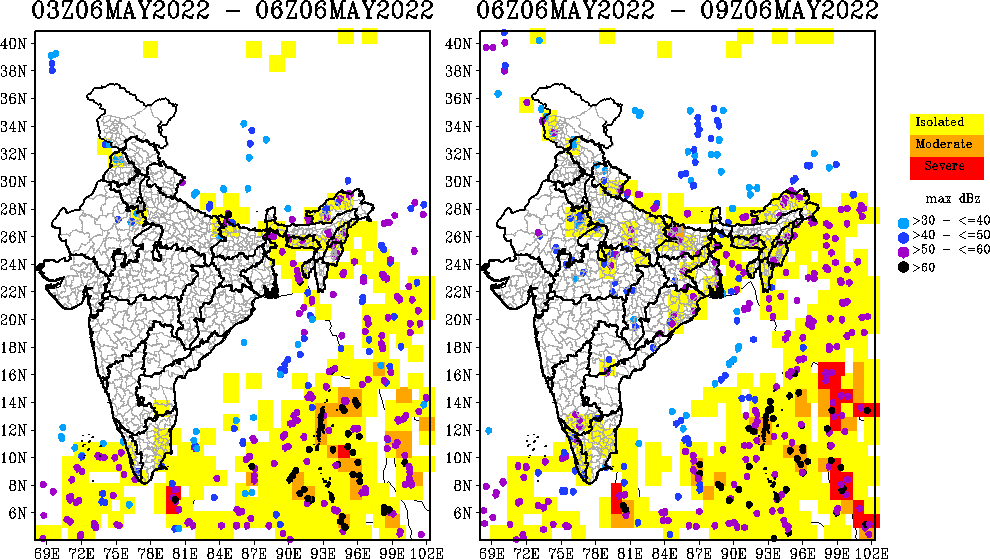 03Z06MAY2022 - 06Z06MAY2022
06Z06MAY2022 - 09Z06MAY2022
40N
38N
36N
34N
32N
30N
28N
26N
24N
22N
20N
18N
16N
14N
12N
10N
8N
6N
69E 72E 75E 78E 81E 84E 87E 90E 93E 96E 99E 102E
40N
38N
36N
34N
32N
30N
28N
26N
24N
22N
20N
18N
16N
14N
12N
10N
8N
6N
69E 72E 75E 78E 81E 84E 87E 90E 93E 96E 99E 102E
Isolated
Moderate
Severe
max dBz
>30 - <=40
>40 - <=50
>50 - <=60
>60